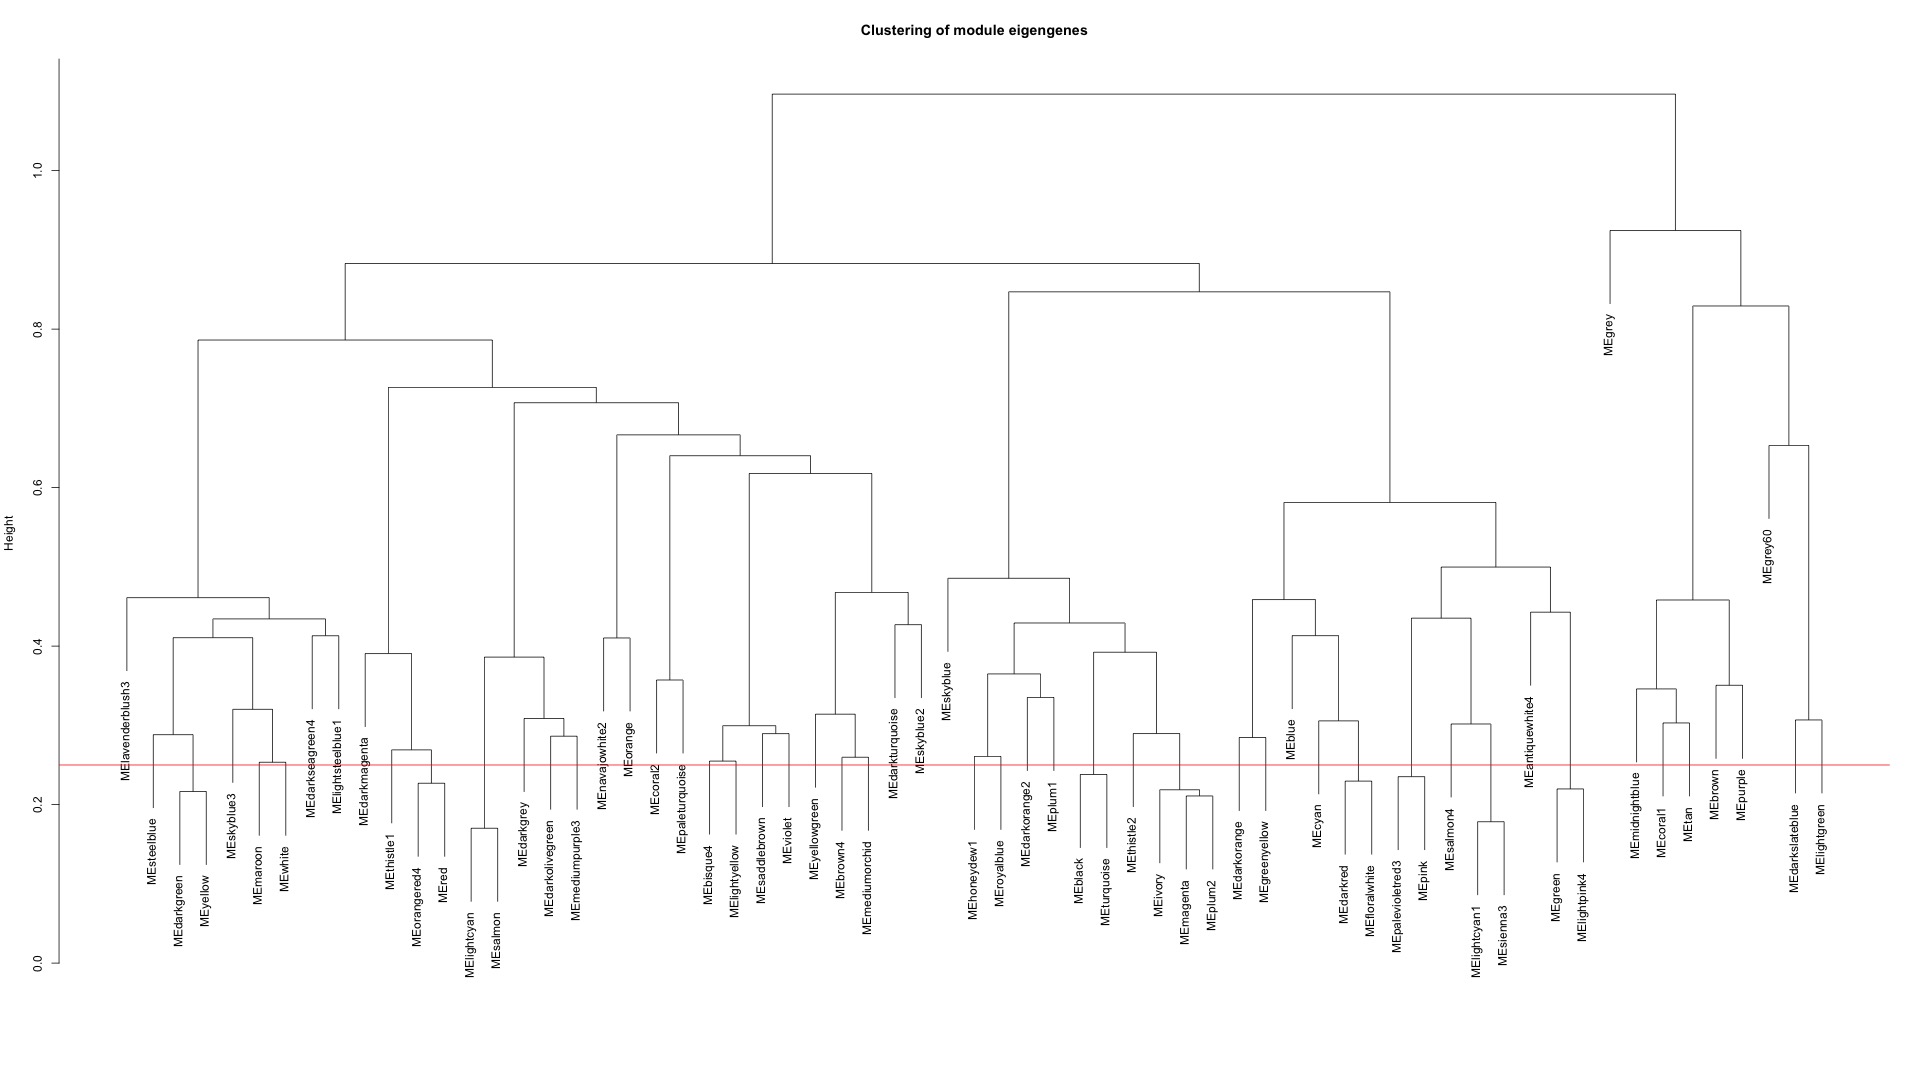 Clustering of module eigengenes
Height
1.0
0.8
0.6
0.4
0.2
0.0
MElavenderblush3
MEsteelblue
MEdarkgreen
MEyellow
MEskyblue3
MEmaroon
MEwhite
MEdarkseagreen4
MElightsteelblue1
MEdarkmagenta
MEthistle1
MEorangered4
MEred
MElightcyan
MEsalmon
MEdarkgrey
MEdarkolivegreen
MEmediumpurple3
MEnavajowhite2
MEorange
MEcoral2
MEpaleturquoise
MEbisque4
MElightyellow
MEsaddlebrown
MEviolet
MEyellowgreen
MEbrown4
MEmediumorchid
MEdarkturquoise
MEskyblue2
MEskyblue
MEhoneydew1
MEroyalblue
MEdarkorange2
MEplum1
MEblack
MEturquoise
MEthistle2
MEivory
MEmagenta
MEplum2
MEdarkorange
MEgreenyellow
MEblue
MEcyan
MEdarkred
MEfloralwhite
MEpalevioletred3
MEpink
MEsalmon4
MElightcyan1
MEsienna3
MEantiquewhite4
MEgreen
MElightpink4
MEgrey
MEmidnightblue
MEcoral1
MEtan
MEbrown
MEpurple
MEgrey60
MEdarkslateblue
MElightgreen